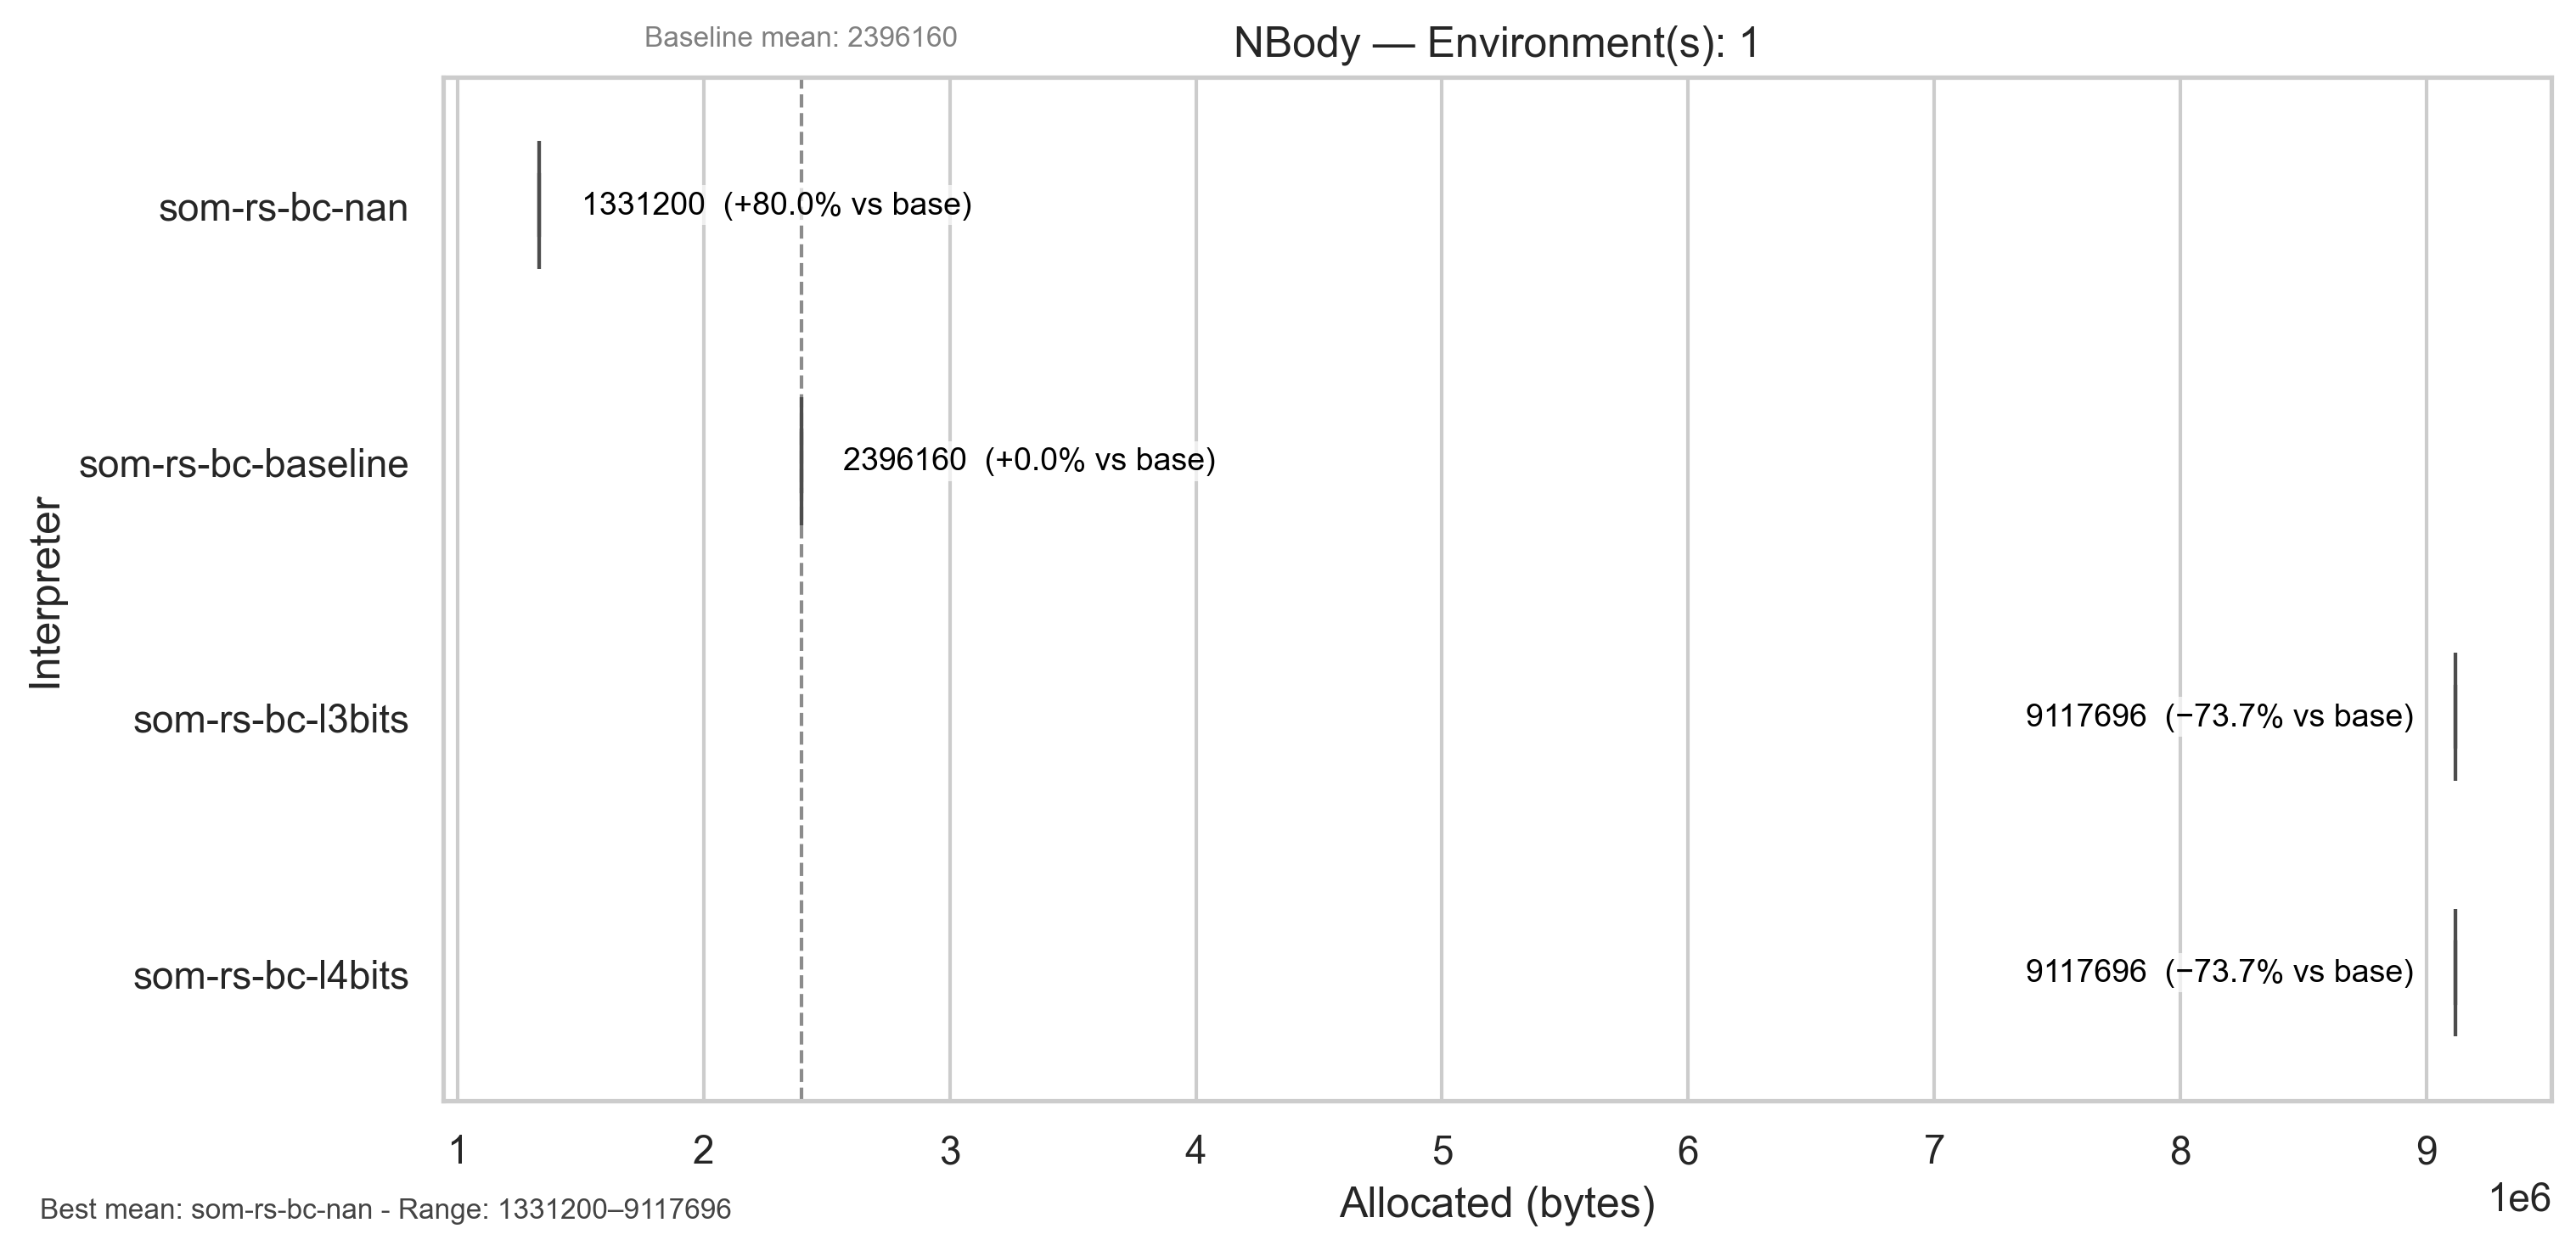 Baseline mean: 2396160
NBody — Environment(s): 1
som-rs-bc-nan
1331200 (+80.0% vs base)
som-rs-bc-baseline
2396160 (+0.0% vs base)
Interpreter
som-rs-bc-l3bits
9117696 (−73.7% vs base)
som-rs-bc-l4bits
9117696 (−73.7% vs base)
1 2 3 4 5 6 7 8 9
1e6
Allocated (bytes)
Best mean: som-rs-bc-nan - Range: 1331200–9117696